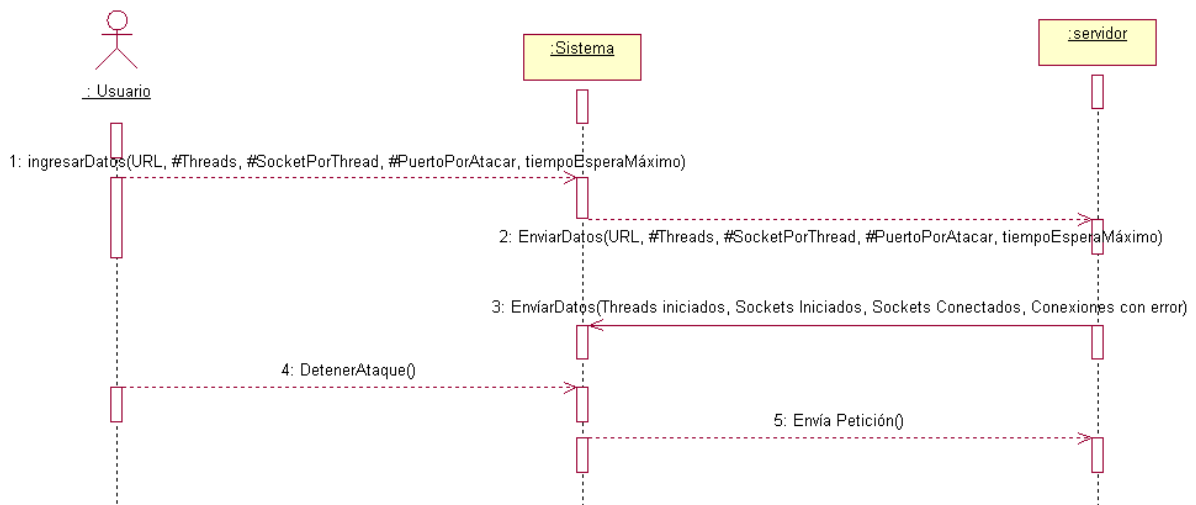 : Usuario
:Sistema
:servidor
1: ingresarDatos(URL, #Threads, #SocketPorThread, #PuertoPorAtacar, tiempoEsperaMáximo)
2: EnviarDatos(URL, #Threads, #SocketPorThread, #PuertoPorAtacar, tiempoEsperaMáximo)
3: EnvíarDatos(Threads iniciados, Sockets Iniciados, Sockets Conectados, Conexiones con error)
4: DetenerAtaque()
5: Envía Petición()